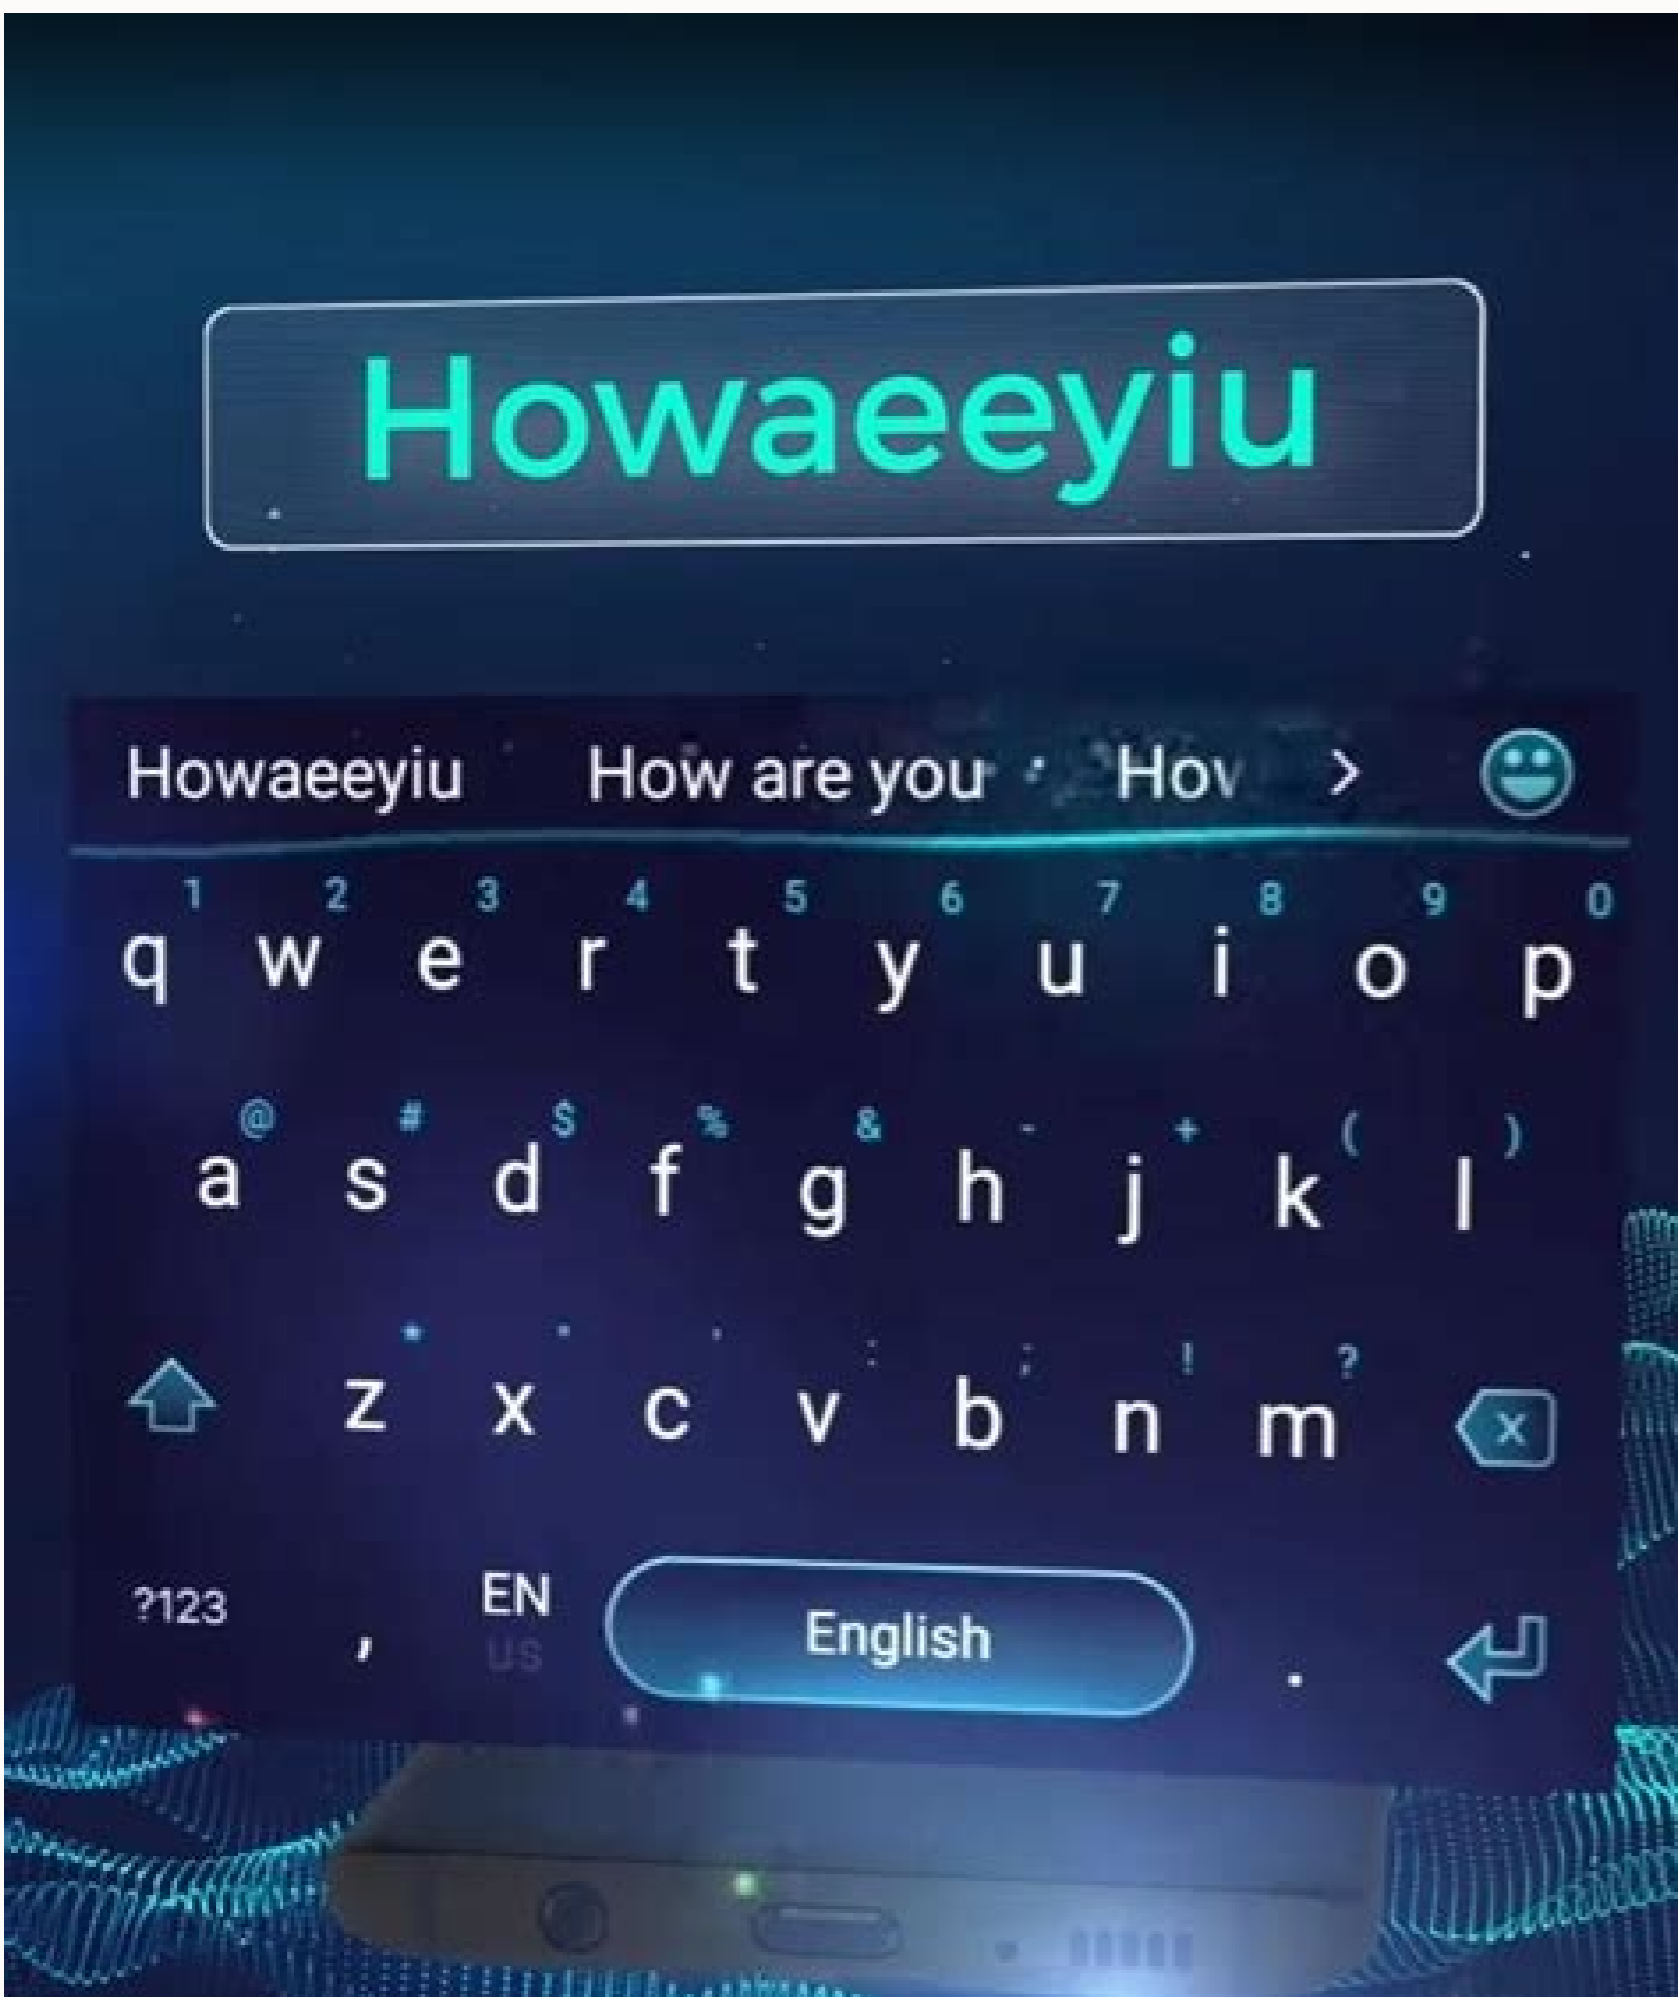 Howaeeyiu
Howaeeyiu How are you Hov >
1 2 3 4 5 6 7 8 9 0
q w e r t y u i o p
@ # $ % & - + ( )
a s d f g h j k l
: ; ! ?
z x c v b n m x
?123 , EN English .
us